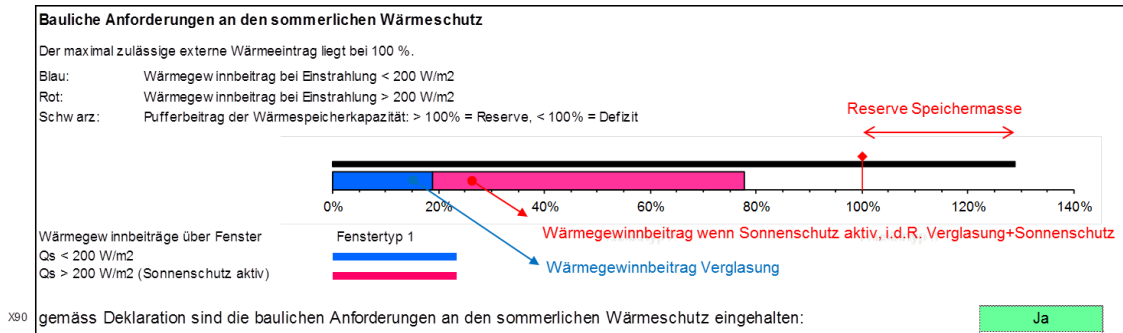 Bauliche Anforderungen an den sommerlichen Wärmeschutz
Der maximal zulässige externe Wärmeeintrag liegt bei 100 %.
Blau: Wärmegewinnbeitrag bei Einstrahlung < 200 W/m2
Rot: Wärmegewinnbeitrag bei Einstrahlung > 200 W/m2
Schwarz: Pufferbeitrag der Wärmespeicherkapazität: > 100% = Reserve, < 100% = Defizit
Reserve Speichermasse
0% 20% 40% 60% 80% 100% 120% 140%
Wärmegewinnbeiträge über Fenster Fenstertyp 1
Wärmegewinnbeitrag wenn Sonnenschutz aktiv, i.d.R. Verglasung+Sonnenschutz
Qs < 200 W/m2
Wärmegewinnbeitrag Verglasung
Qs > 200 W/m2 (Sonnenschutz aktiv)
X90 gemäss Deklaration sind die baulichen Anforderungen an den sommerlichen Wärmeschutz eingehalten: Ja